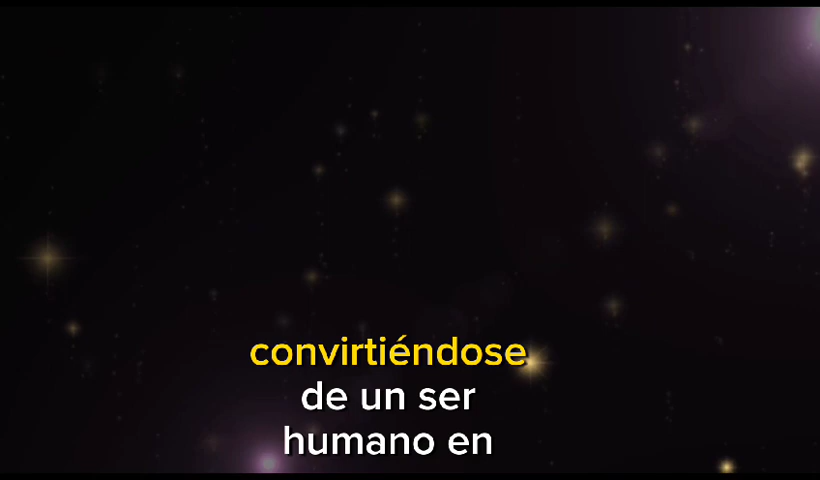 convirtiéndose
de un ser
humano en